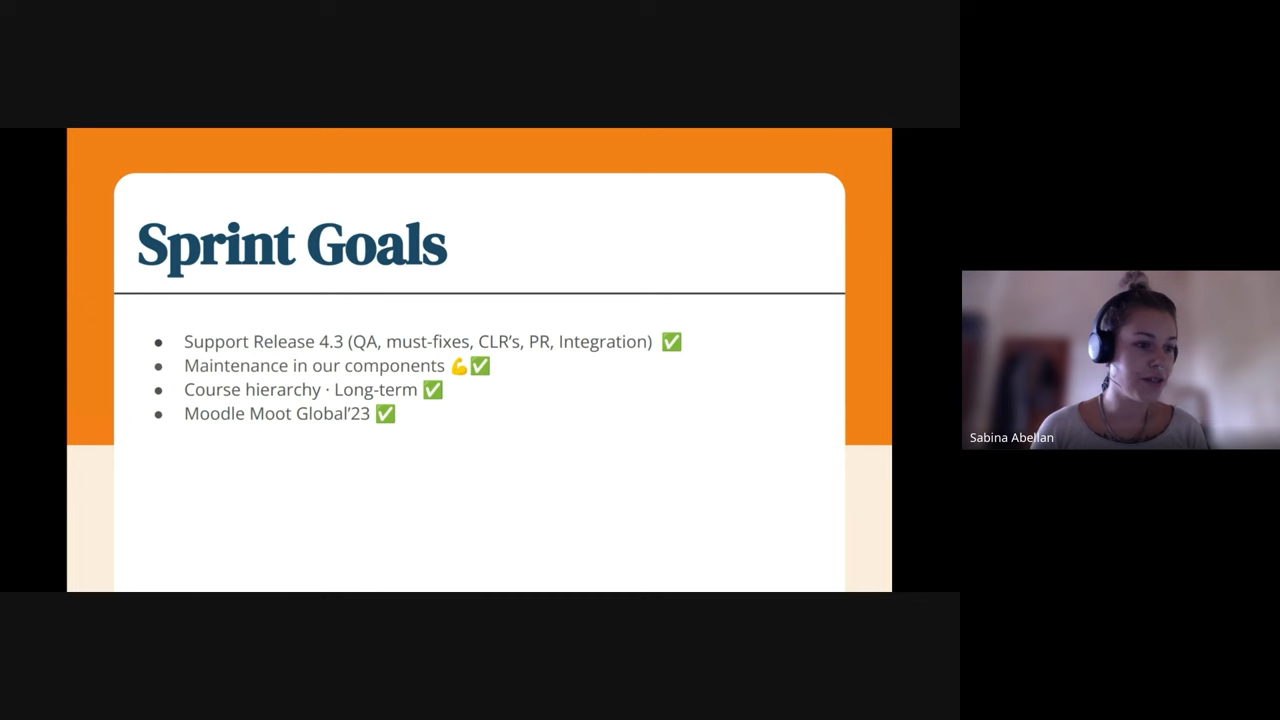 Sprint Goals
● Support Release 4.3 (QA, must-fixes, CLR’s, PR, Integration) ✅
● Maintenance in our components 💪✅
● Course hierarchy · Long-term ✅
● Moodle Moot Global’23 ✅
Sabina Abellan